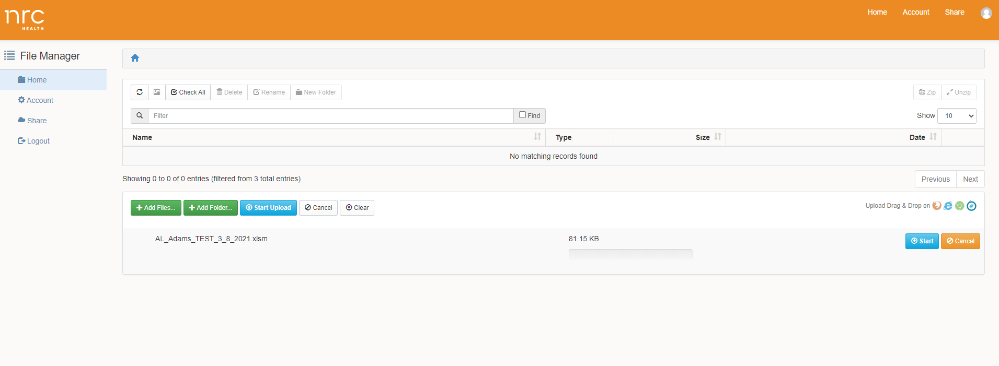 nrc
HEALTH
Home Account Share
File Manager
Home
Account
Share
Logout
Check All Delete Rename New Folder Zip Unzip
Filter Find Show 10
Name Type Size Date
No matching records found
Showing 0 to 0 of 0 entries (filtered from 3 total entries) Previous Next
Add Files... Add Folder... Start Upload Cancel Clear Upload Drag & Drop on
AL_Adams_TEST_3_8_2021.xlsm 81.15 KB Start Cancel